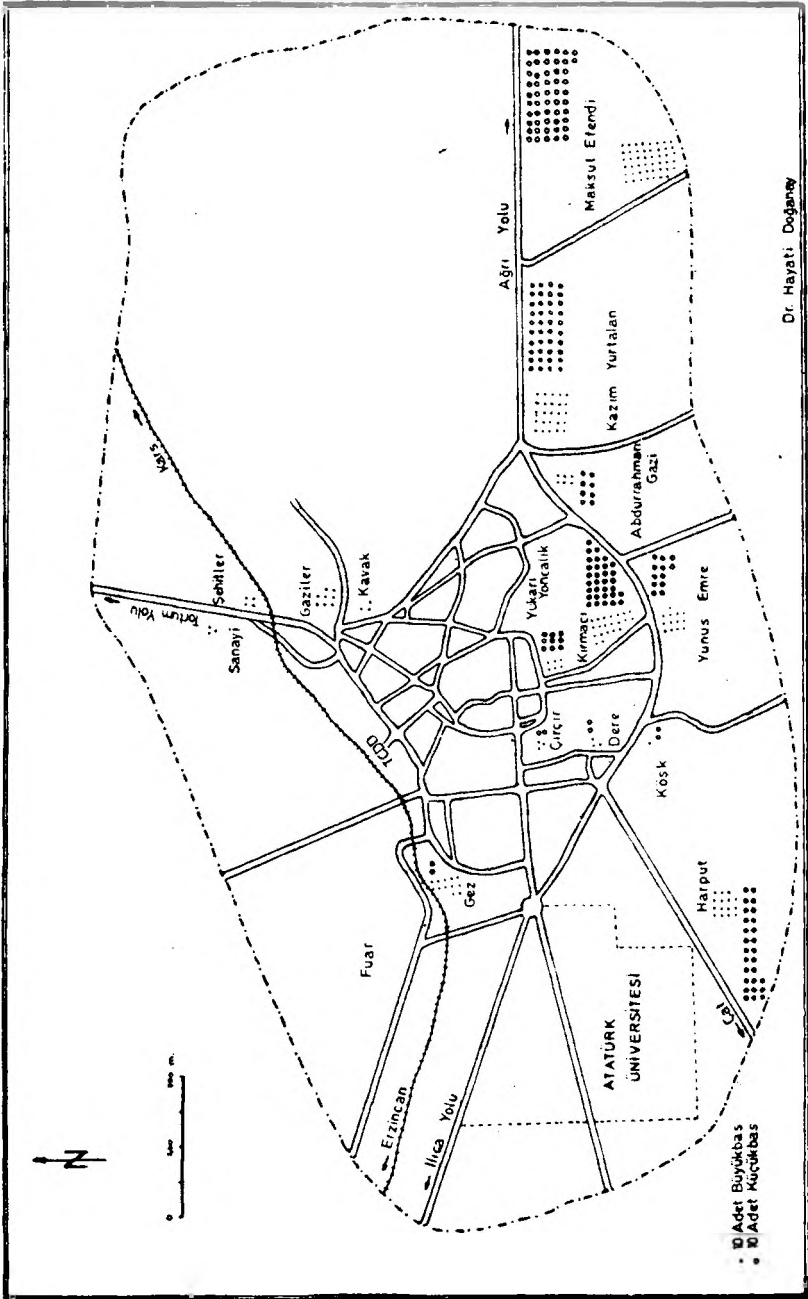 N
0
Kars
Tortum Yolu
Şehitler
Sanayi
Gaziler
Kavak
TCDD
Fuar
Gez
Erzincan
Ilıca Yolu
Ağrı Yolu
Maksut Efendi
Kazım Yurtalan
Abdurrahman
Gazi
Yukarı
Yoncalık
Kırmacı
Yunus Emre
Çırçır
Dere
Köşk
Harput
Çat
ATATÜRK
ÜNİVERSİTESİ
10 Adet Büyükbaş
10 Adet Küçükbaş
Dr. Hayati Doğanay